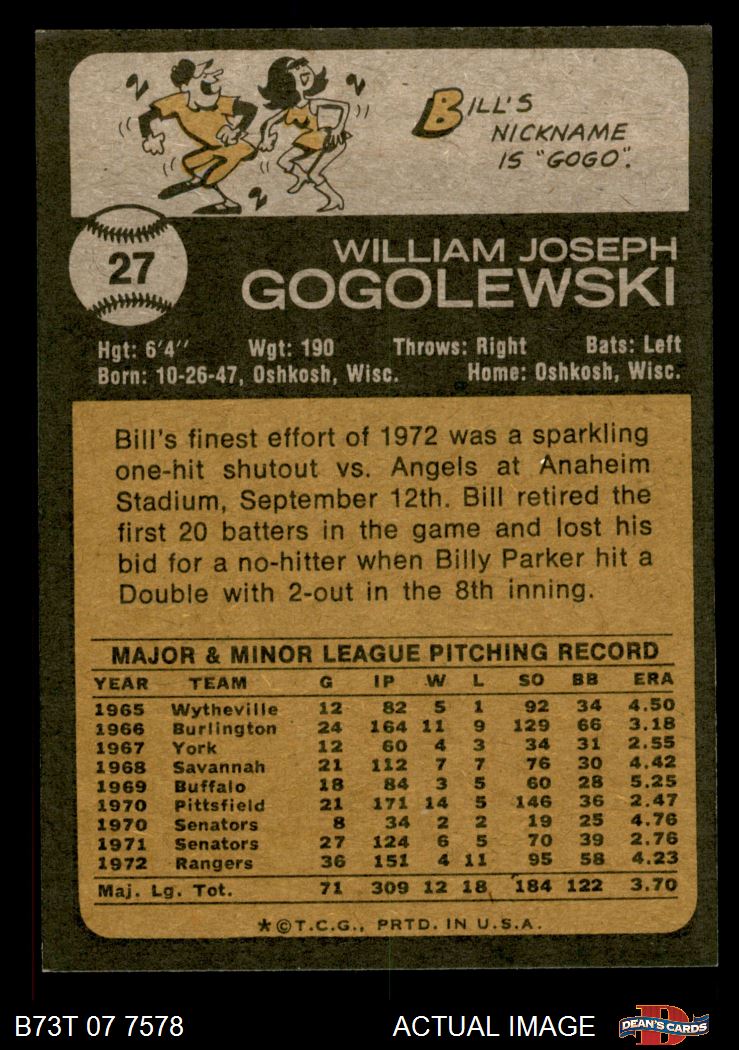 BILL'S
NICKNAME
IS "GOGO".
27
WILLIAM JOSEPH
GOGOLEWSKI
Hgt: 6'4" Wgt: 190 Throws: Right Bats: Left
Born: 10-26-47, Oshkosh, Wisc. Home: Oshkosh, Wisc.
Bill's finest effort of 1972 was a sparkling
one-hit shutout vs. Angels at Anaheim
Stadium, September 12th. Bill retired the
first 20 batters in the game and lost his
bid for a no-hitter when Billy Parker hit a
Double with 2-out in the 8th inning.
MAJOR & MINOR LEAGUE PITCHING RECORD
YEAR TEAM G IP W L SO BB ERA
1965 Wytheville 12 82 5 1 92 34 4.50
1966 Burlington 24 164 11 9 129 66 3.18
1967 York 12 60 4 3 34 31 2.55
1968 Savannah 21 112 7 7 76 30 4.42
1969 Buffalo 18 84 3 5 60 28 5.25
1970 Pittsfield 21 171 14 5 146 36 2.47
1970 Senators 8 34 2 2 19 25 4.76
1971 Senators 27 124 6 5 70 39 2.76
1972 Rangers 36 151 4 11 95 58 4.23
Maj. Lg. Tot. 71 309 12 18 184 122 3.70
*©T.C.G., PRTD. IN U.S.A.
B73T 07 7578 ACTUAL IMAGE D DEAN'S CARDS